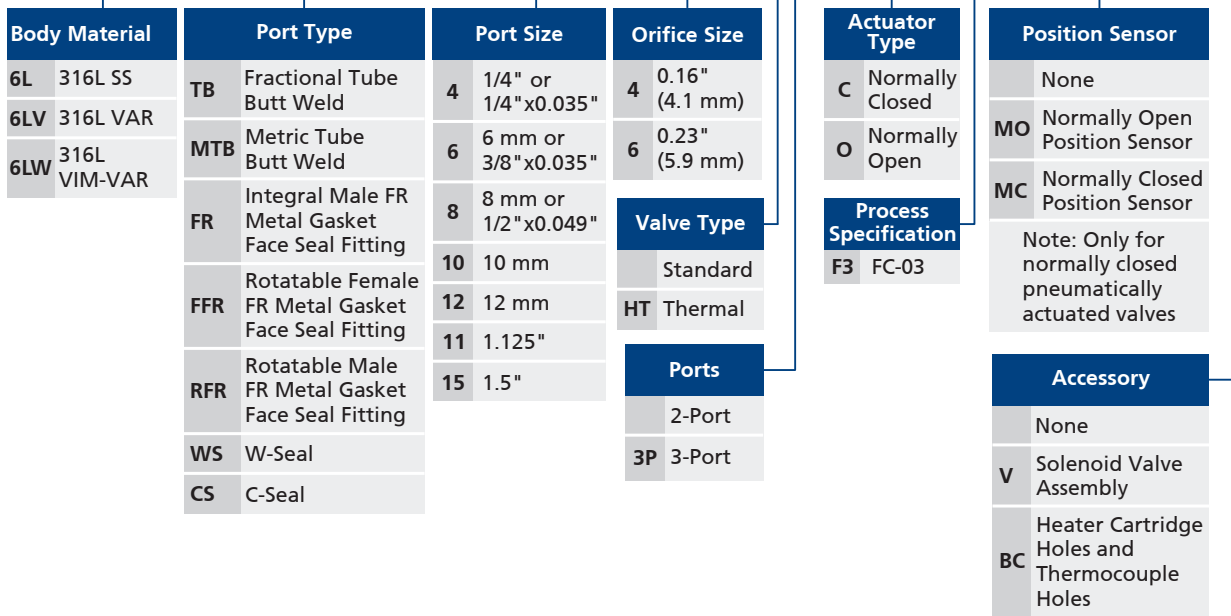 Body Material
6L 316L SS
6LV 316L VAR
6LW 316L
VIM-VAR
Port Type
TB Fractional Tube
Butt Weld
MTB Metric Tube
Butt Weld
FR Integral Male FR
Metal Gasket
Face Seal Fitting
FFR Rotatable Female
FR Metal Gasket
Face Seal Fitting
RFR Rotatable Male
FR Metal Gasket
Face Seal Fitting
WS W-Seal
CS C-Seal
Port Size
4 1/4" or
1/4"x0.035"
6 6 mm or
3/8"x0.035"
8 8 mm or
1/2"x0.049"
10 10 mm
12 12 mm
11 1.125"
15 1.5"
Orifice Size
4 0.16"
(4.1 mm)
6 0.23"
(5.9 mm)
Valve Type
Standard
HT Thermal
Ports
2-Port
3P 3-Port
Actuator
Type
C Normally
Closed
O Normally
Open
Process
Specification
F3 FC-03
Position Sensor
None
MO Normally Open
Position Sensor
MC Normally Closed
Position Sensor
Note: Only for
normally closed
pneumatically
actuated valves
Accessory
None
V Solenoid Valve
Assembly
BC Heater Cartridge
Holes and
Thermocouple
Holes